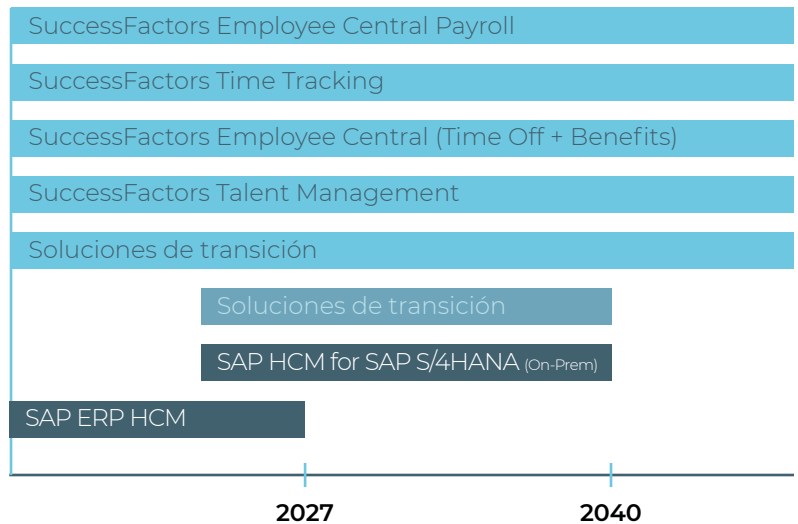 SuccessFactors Employee Central Payroll
SuccessFactors Time Tracking
SuccessFactors Employee Central (Time Off + Benefits)
SuccessFactors Talent Management
Soluciones de transición
Soluciones de transición
SAP HCM for SAP S/4HANA (On-Prem)
SAP ERP HCM
2027 2040